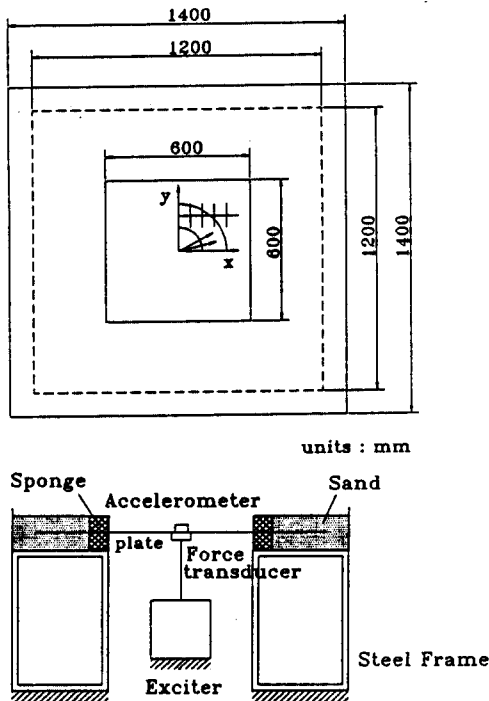 1400
1200
600
y
x
600
1200
1400
units : mm
Sponge
Accelerometer
Sand
plate
Force
transducer
Steel Frame
Exciter